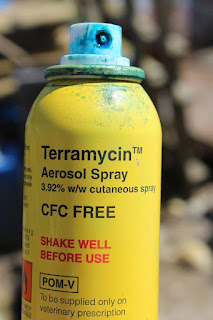 Terramycin™
Aerosol Spray
3.92% w/w cutaneous spray
CFC FREE
SHAKE WELL
BEFORE USE
POM-V
To be supplied only on
veterinary prescription